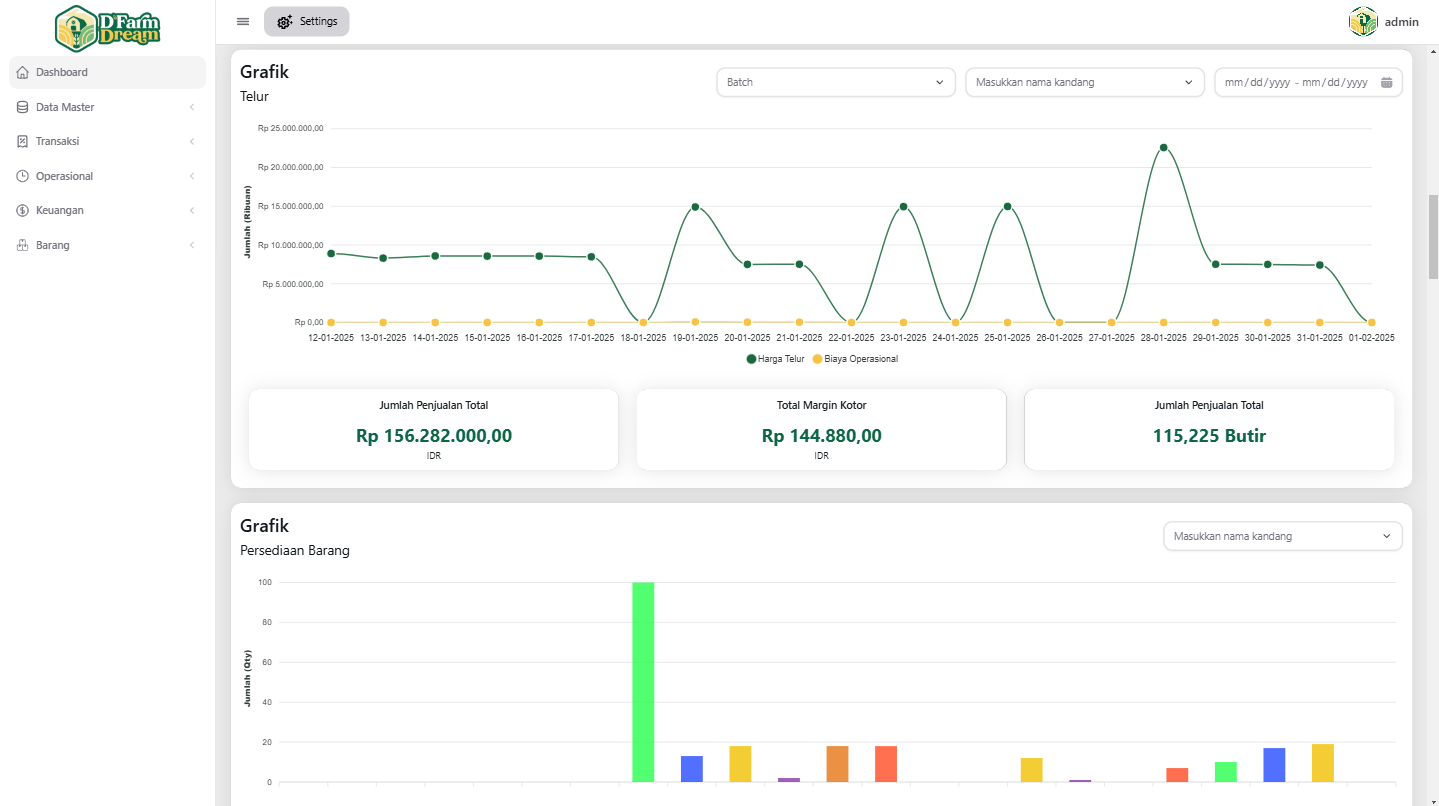 D'Farm
Dream
Settings
admin
Dashboard
Data Master
Transaksi
Operasional
Keuangan
Barang
Grafik
Telur
Batch
Masukkan nama kandang
mm/dd/yyyy - mm/dd/yyyy
Jumlah (Ribuan)
Rp 25.000.000,00
Rp 20.000.000,00
Rp 15.000.000,00
Rp 10.000.000,00
Rp 5.000.000,00
Rp 0,00
12-01-2025 13-01-2025 14-01-2025 15-01-2025 16-01-2025 17-01-2025 18-01-2025 19-01-2025 20-01-2025 21-01-2025 22-01-2025 23-01-2025 24-01-2025 25-01-2025 26-01-2025 27-01-2025 28-01-2025 29-01-2025 30-01-2025 31-01-2025 01-02-2025
Harga Telur Biaya Operasional
Jumlah Penjualan Total
Rp 156.282.000,00
IDR
Total Margin Kotor
Rp 144.880,00
IDR
Jumlah Penjualan Total
115,225 Butir
Grafik
Persediaan Barang
Masukkan nama kandang
Jumlah (Qty)
100
80
60
40
20
0